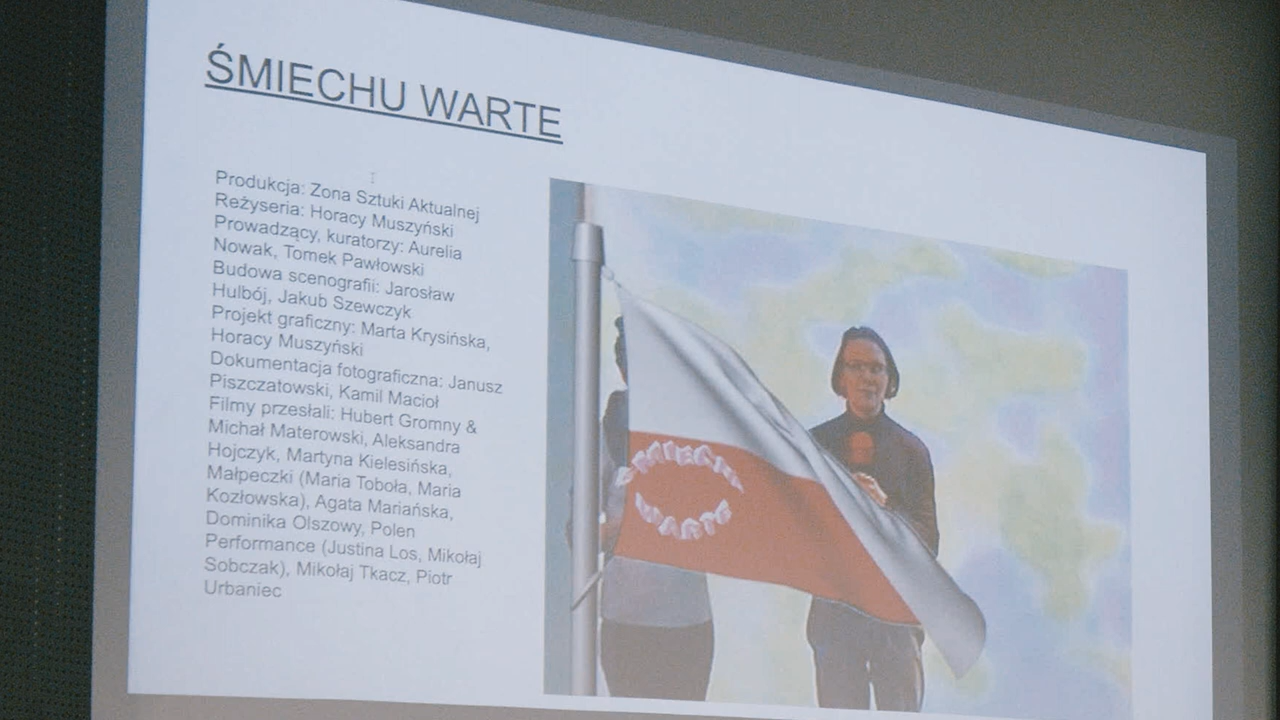 ŚMIECHU WARTE
Produkcja: Zona Sztuki Aktualnej
Reżyseria: Horacy Muszyński
Prowadzący, kuratorzy: Aurelia
Nowak, Tomek Pawłowski
Budowa scenografii: Jarosław
Hulbój, Jakub Szewczyk
Projekt graficzny: Marta Krysińska,
Horacy Muszyński
Dokumentacja fotograficzna: Janusz
Piszczatowski, Kamil Macioł
Filmy przesłali: Hubert Gromny &
Michał Materowski, Aleksandra
Hojczyk, Martyna Kielesińska,
Małpeczki (Maria Toboła, Maria
Kozłowska), Agata Mariańska,
Dominika Olszowy, Polen
Performance (Justina Los, Mikołaj
Sobczak), Mikołaj Tkacz, Piotr
Urbaniec
ŚMIECHU
WARTE